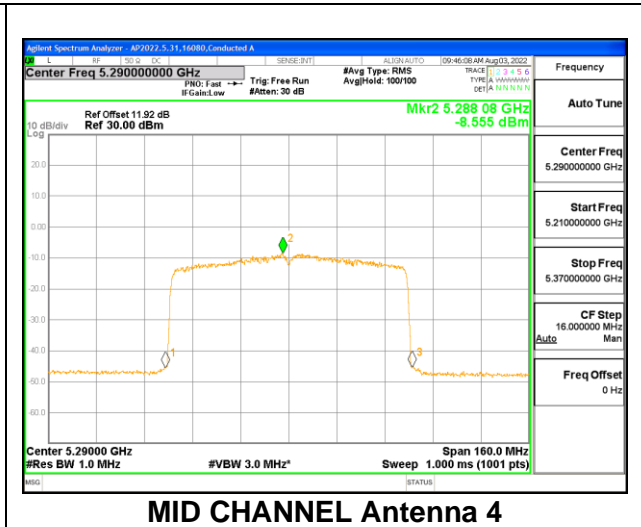 Agilent Spectrum Analyzer - AP2022.5.31,16080,Conducted A
L RF 50 Ω DC SENSE:INT ALIGN AUTO 09:46:08 AM Aug 03, 2022
Center Freq 5.290000000 GHz
PNO: Fast
IFGain:Low
Trig: Free Run
#Atten: 30 dB
#Avg Type: RMS
Avg|Hold: 100/100
TRACE 1 2 3 4 5 6
TYPE A WWWWW
DET A N N N N N
Mkr2 5.288 08 GHz
-8.555 dBm
Ref Offset 11.92 dB
10 dB/div Ref 30.00 dBm
Log
20.0
10.0
0.00
-10.0
-20.0
-30.0
-40.0
-50.0
-60.0
1
2
3
Center 5.29000 GHz Span 160.0 MHz
#Res BW 1.0 MHz #VBW 3.0 MHz* Sweep 1.000 ms (1001 pts)
MSG STATUS
Frequency
Auto Tune
Center Freq
5.290000000 GHz
Start Freq
5.210000000 GHz
Stop Freq
5.370000000 GHz
CF Step
16.000000 MHz
Auto Man
Freq Offset
0 Hz
MID CHANNEL Antenna 4